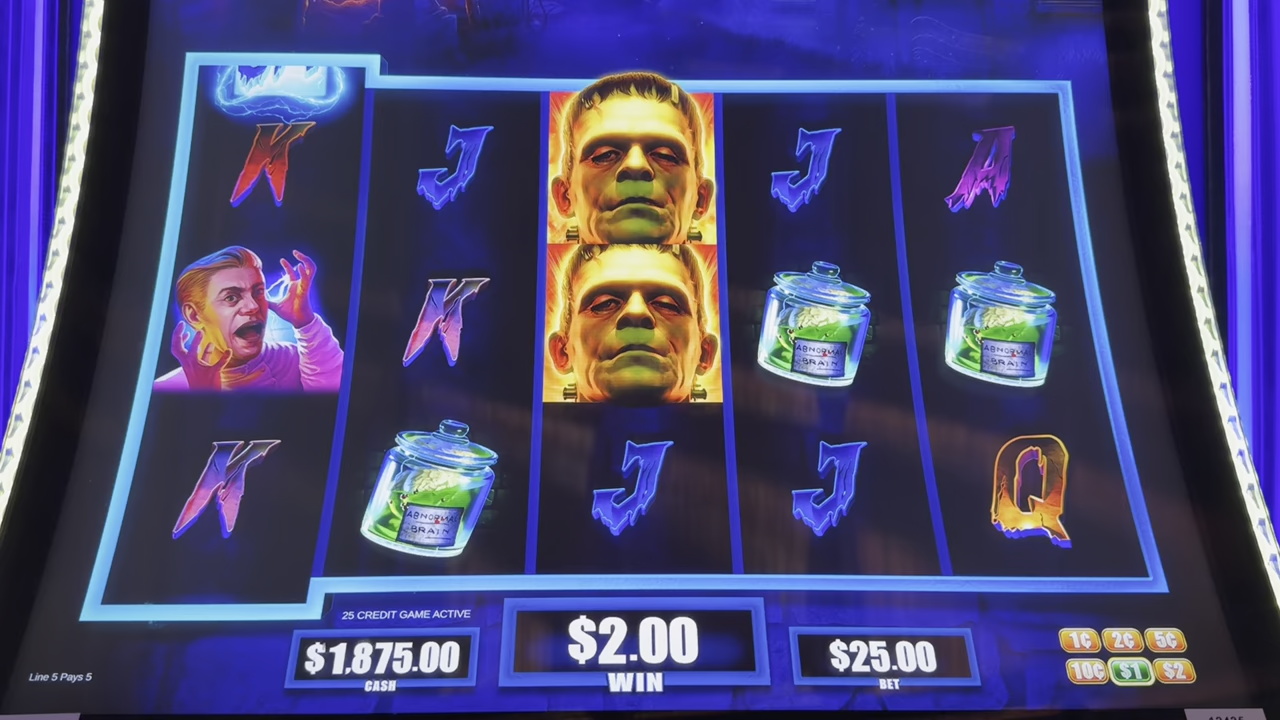 K J J A
K ABNORMAL BRAIN ABNORMAL BRAIN
K ABNORMAL BRAIN J J Q
25 CREDIT GAME ACTIVE
$1,875.00 $2.00 $25.00
CASH WIN BET
1¢ 2¢ 5¢
10¢ $1 $2
Line 5 Pays 5